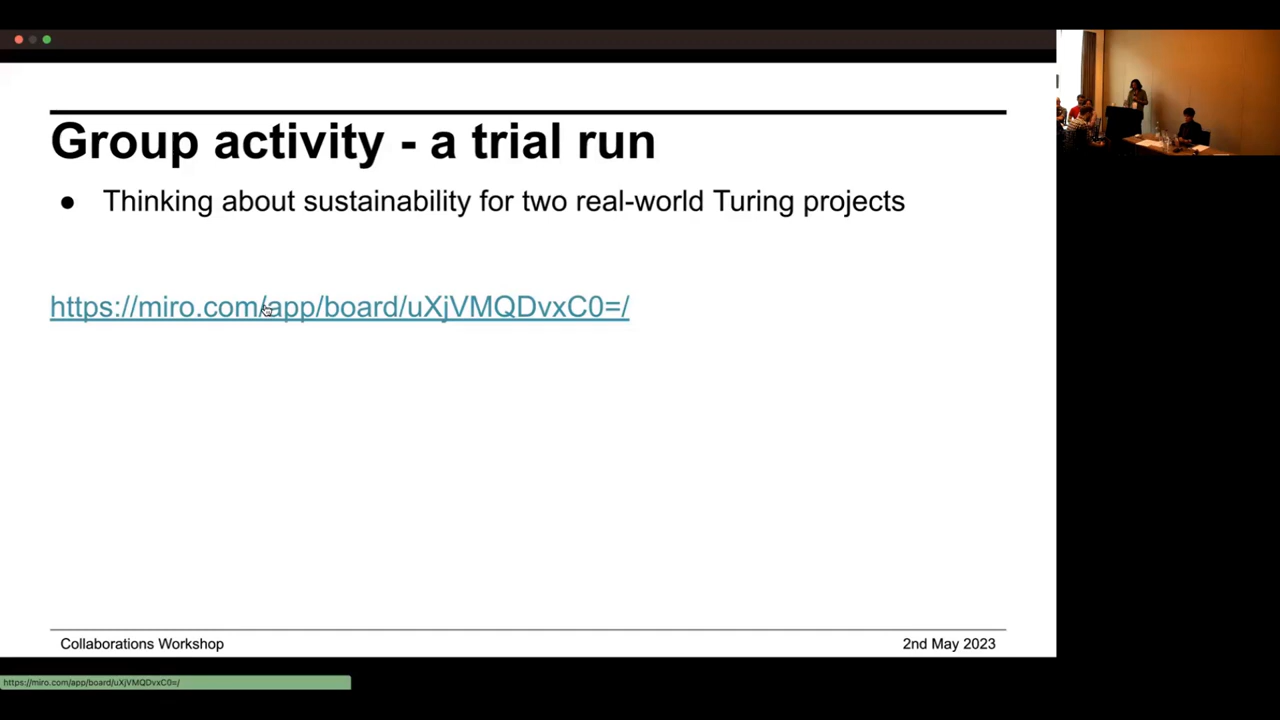 Group activity - a trial run
● Thinking about sustainability for two real-world Turing projects
https://miro.com/app/board/uXjVMQDvxC0=/
Collaborations Workshop
2nd May 2023
https://miro.com/app/board/uXjVMQDvxC0=/